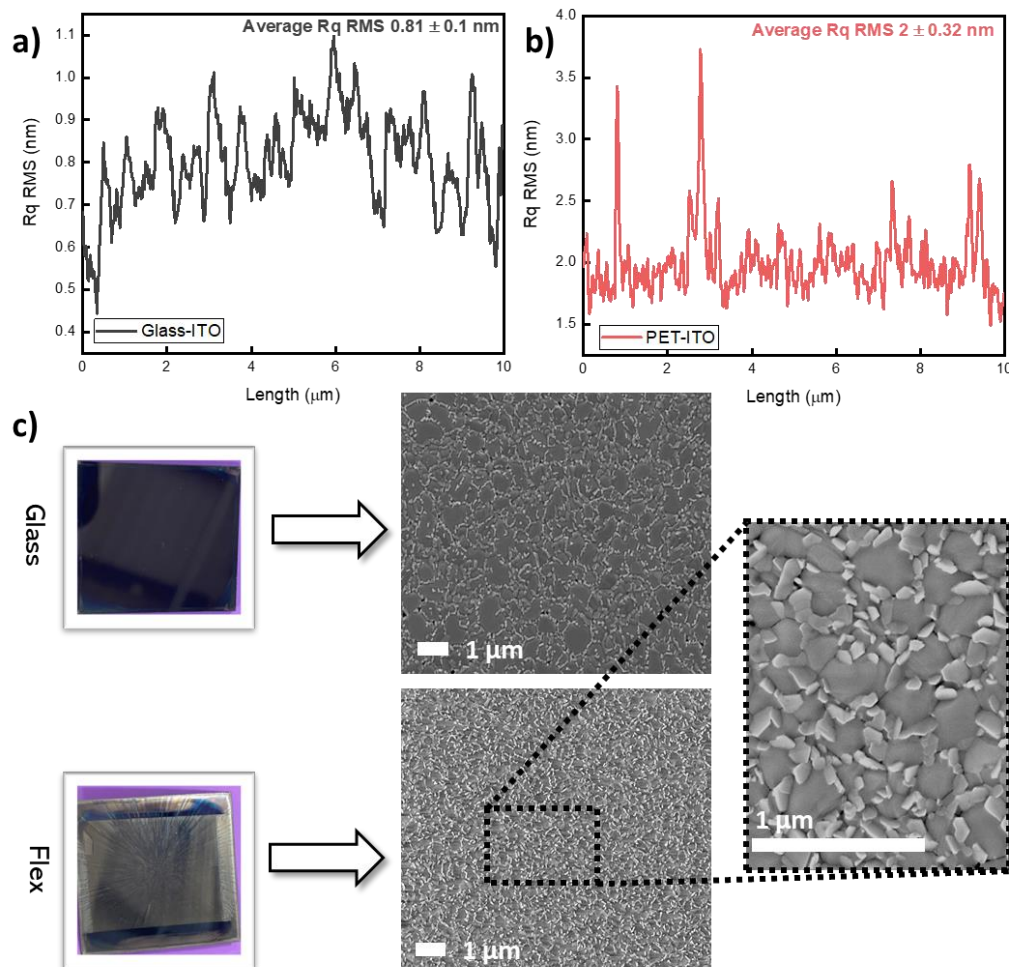 a)
Average Rq RMS 0.81 ± 0.1 nm
1.1
1.0
0.9
0.8
0.7
0.6
0.5
0.4
Rq RMS (nm)
Glass-ITO
0
2
4
6
8
10
Length (μm)
b)
Average Rq RMS 2 ± 0.32 nm
4.0
3.5
3.0
2.5
2.0
1.5
Rq RMS (nm)
PET-ITO
0
2
4
6
8
10
Length (μm)
c)
Glass
1 μm
Flex
1 μm
1 μm